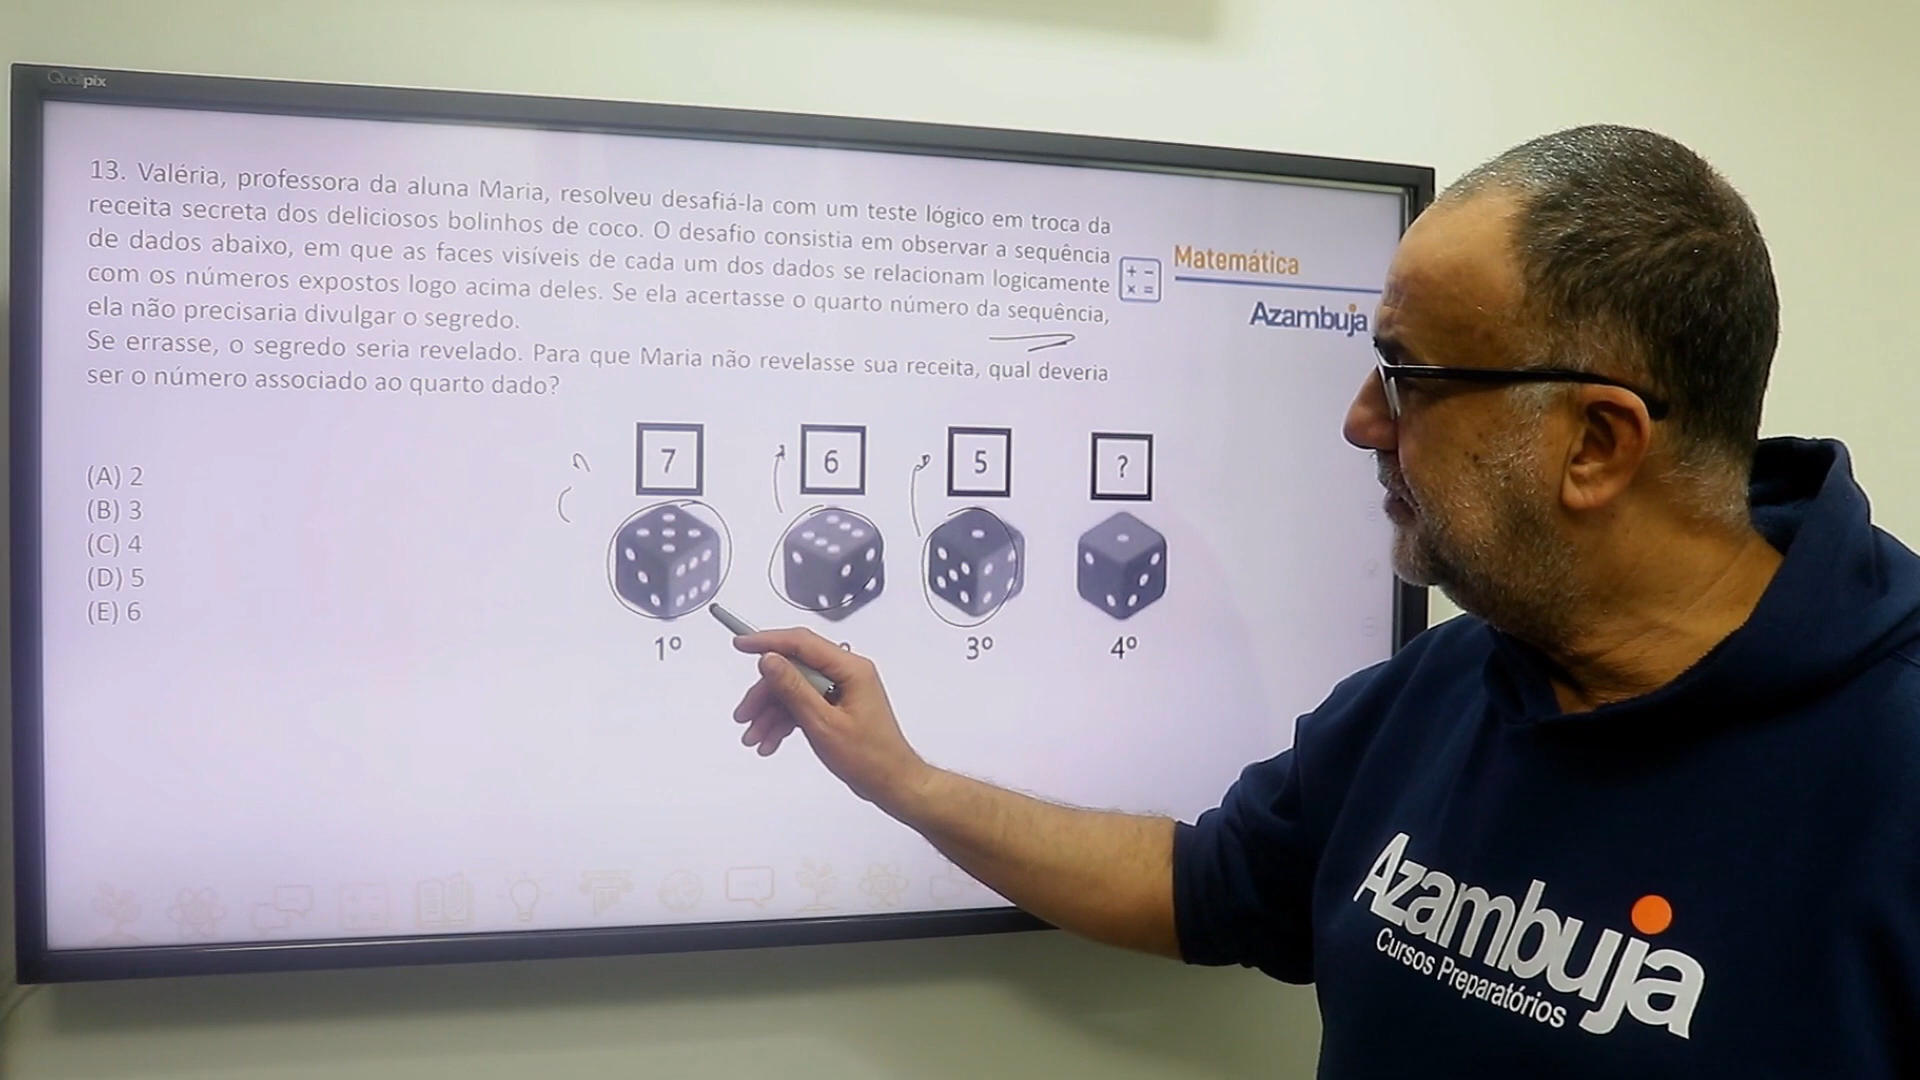 Qualipix
13. Valéria, professora da aluna Maria, resolveu desafiá-la com um teste lógico em troca da
receita secreta dos deliciosos bolinhos de coco. O desafio consistia em observar a sequência
de dados abaixo, em que as faces visíveis de cada um dos dados se relacionam logicamente
com os números expostos logo acima deles. Se ela acertasse o quarto número da sequência,
ela não precisaria divulgar o segredo.
Se errasse, o segredo seria revelado. Para que Maria não revelasse sua receita, qual deveria
ser o número associado ao quarto dado?
Matemática
Azambuja
(A) 2
(B) 3
(C) 4
(D) 5
(E) 6
7 6 5 ?
1º 3º 4º
Azambuja
Cursos Preparatórios